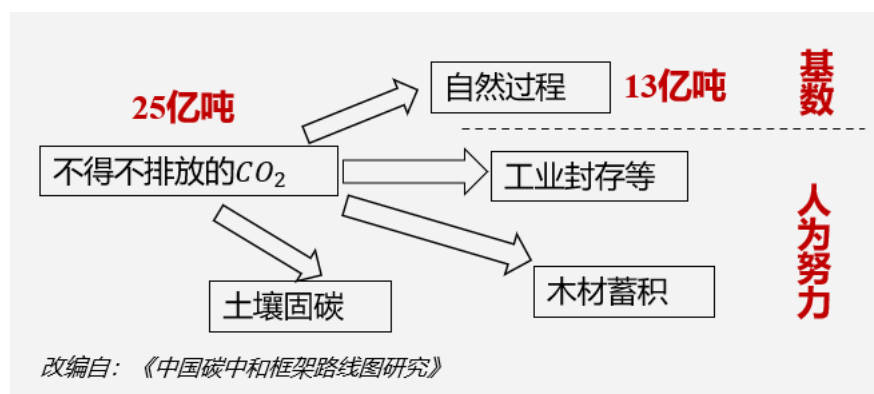 25亿吨
不得不排放的CO₂
自然过程
13亿吨
基数
工业封存等
木材蓄积
土壤固碳
人为努力
改编自：《中国碳中和框架路线图研究》